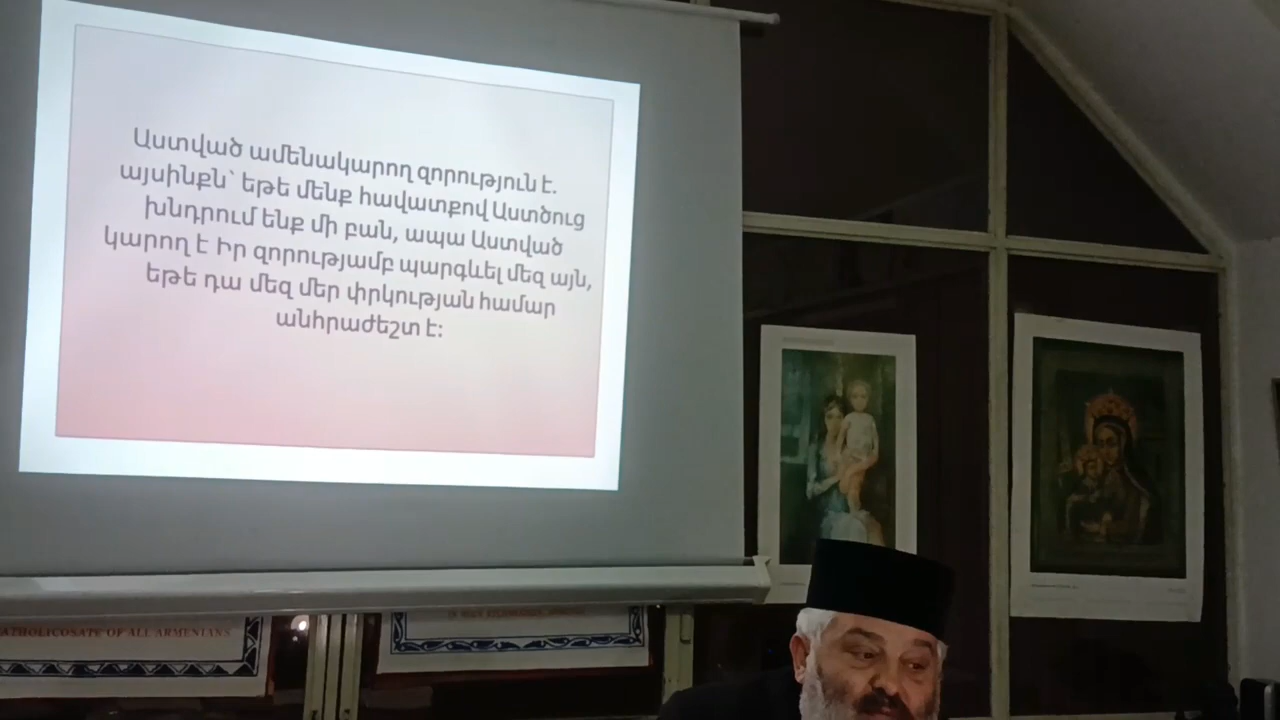 Աստված ամենակարող զորություն է.
այսինքն՝ եթե մենք հավատքով Աստծուց
խնդրում ենք մի բան, ապա Աստված
կարող է Իր զորությամբ պարգևել մեզ այն,
եթե դա մեզ մեր փրկության համար
անհրաժեշտ է:
CATHOLICOSATE OF ALL ARMENIANS